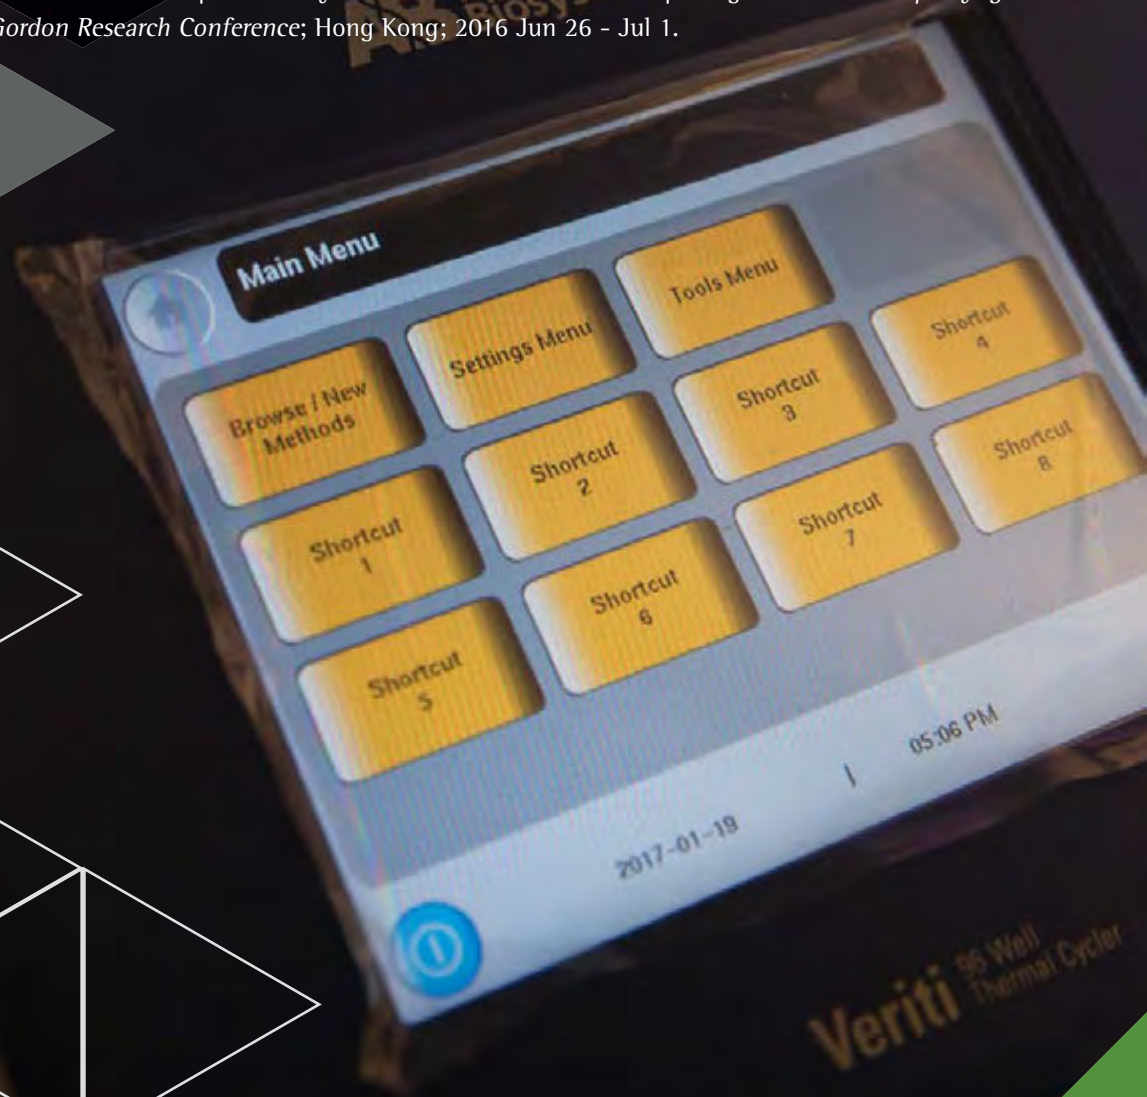 Gordon Research Conference; Hong Kong; 2016 Jun 26 - Jul 1.
Biosy
Main Menu
Browse / New
Methods
Settings Menu
Tools Menu
Shortcut
1
Shortcut
2
Shortcut
3
Shortcut
4
Shortcut
5
Shortcut
6
Shortcut
7
Shortcut
8
2017-01-19 | 05:06 PM
Veriti 96 Well
Thermal Cycler